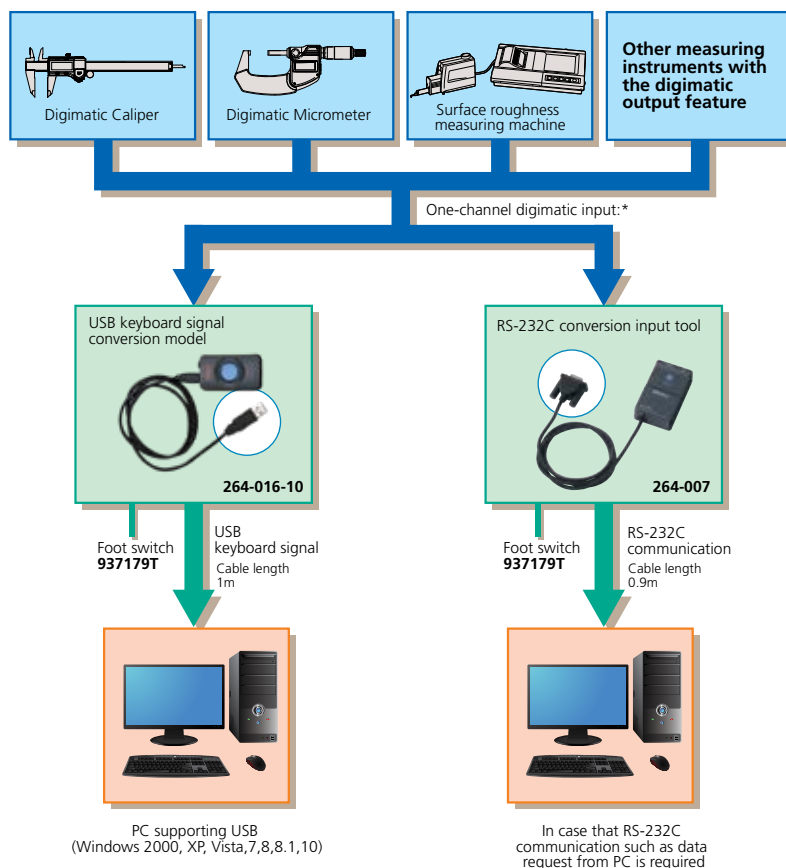 Digimatic Caliper
Digimatic Micrometer
Surface roughness
measuring machine
Other measuring
instruments with
the digimatic
output feature
One-channel digimatic input:*
USB keyboard signal
conversion model
264-016-10
RS-232C conversion input tool
264-007
Foot switch
937179T
USB
keyboard signal
Cable length
1m
Foot switch
937179T
RS-232C
communication
Cable length
0.9m
PC supporting USB
(Windows 2000, XP, Vista,7,8,8.1,10)
In case that RS-232C
communication such as data
request from PC is required